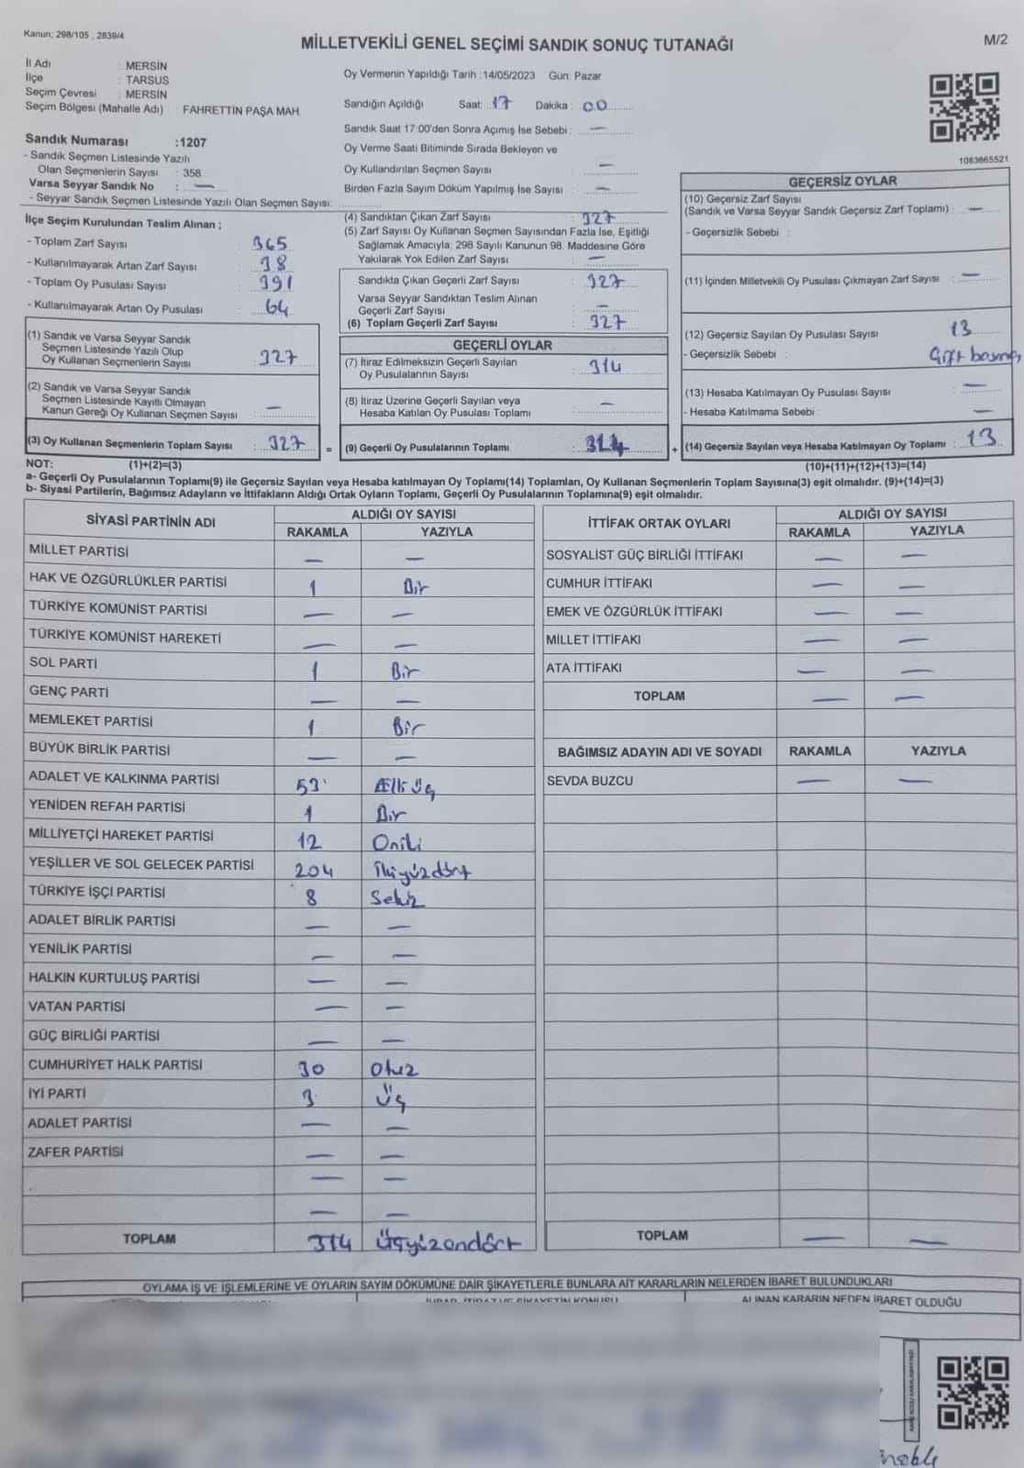 Kanun; 298/105 , 2839/4
MİLLETVEKİLİ GENEL SEÇİMİ SANDIK SONUÇ TUTANAĞI
M/2
İl Adı : MERSİN
İlçe : TARSUS
Seçim Çevresi : MERSİN
Seçim Bölgesi (Mahalle Adı) : FAHRETTİN PAŞA MAH
Sandık Numarası :1207
- Sandık Seçmen Listesinde Yazılı
Olan Seçmenlerin Sayısı : 358
Varsa Seyyar Sandık No : —
- Seyyar Sandık Seçmen Listesinde Yazılı Olan Seçmen Sayısı:
Oy Vermenin Yapıldığı Tarih :14/05/2023 Gün: Pazar
Sandığın Açıldığı Saat: 17 Dakika : 00
Sandık Saat 17:00'den Sonra Açımış İse Sebebi : —
Oy Verme Saati Bitiminde Sırada Bekleyen ve
Oy Kullandırılan Seçmen Sayısı : —
Birden Fazla Sayım Döküm Yapılmış İse Sayısı : —
1083665521
İlçe Seçim Kurulundan Teslim Alınan ;
- Toplam Zarf Sayısı : 365
- Kullanılmayarak Artan Zarf Sayısı : 38
- Toplam Oy Pusulası Sayısı : 391
- Kullanılmayarak Artan Oy Pusulası : 64
(1) Sandık ve Varsa Seyyar Sandık
Seçmen Listesinde Yazılı Olup
Oy Kullanan Seçmenlerin Sayısı : 327
(2) Sandık ve Varsa Seyyar Sandık
Seçmen Listesinde Kayıtlı Olmayan
Kanun Gereği Oy Kullanan Seçmen Sayısı : —
(3) Oy Kullanan Seçmenlerin Toplam Sayısı : 327 =
(4) Sandıktan Çıkan Zarf Sayısı : 327
(5) Zarf Sayısı Oy Kullanan Seçmen Sayısından Fazla İse, Eşitliği
Sağlamak Amacıyla, 298 Sayılı Kanunun 98. Maddesine Göre
Yakılarak Yok Edilen Zarf Sayısı : —
Sandıkta Çıkan Geçerli Zarf Sayısı : 327
Varsa Seyyar Sandıktan Teslim Alınan
Geçerli Zarf Sayısı : —
(6) Toplam Geçerli Zarf Sayısı : 327
GEÇERLİ OYLAR
(7) İtiraz Edilmeksizin Geçerli Sayılan
Oy Pusulalarının Sayısı : 314
(8) İtiraz Üzerine Geçerli Sayılan veya
Hesaba Katılan Oy Pusulası Toplamı : —
(9) Geçerli Oy Pusulalarının Toplamı : 314 +
GEÇERSİZ OYLAR
(10) Geçersiz Zarf Sayısı
(Sandık ve Varsa Seyyar Sandık Geçersiz Zarf Toplamı) : —
- Geçersizlik Sebebi :
(11) İçinden Milletvekili Oy Pusulası Çıkmayan Zarf Sayısı : —
(12) Geçersiz Sayılan Oy Pusulası Sayısı : 13
- Geçersizlik Sebebi : Çift basmış
(13) Hesaba Katılmayan Oy Pusulası Sayısı : —
- Hesaba Katılmama Sebebi : —
(14) Geçersiz Sayılan veya Hesaba Katılmayan Oy Toplamı : 13
NOT: (1)+(2)=(3)
(10)+(11)+(12)+(13)=(14)
a- Geçerli Oy Pusulalarının Toplamı(9) ile Geçersiz Sayılan veya Hesaba katılmayan Oy Toplamı(14) Toplamları, Oy Kullanan Seçmenlerin Toplam Sayısına(3) eşit olmalıdır. (9)+(14)=(3)
b- Siyasi Partilerin, Bağımsız Adayların ve İttifakların Aldığı Ortak Oyların Toplamı, Geçerli Oy Pusulalarının Toplamına(9) eşit olmalıdır.
SİYASİ PARTİNİN ADI ALDIĞI OY SAYISI
RAKAMLA YAZIYLA
MİLLET PARTİSİ — —
HAK VE ÖZGÜRLÜKLER PARTİSİ 1 Bir
TÜRKİYE KOMÜNİST PARTİSİ — —
TÜRKİYE KOMÜNİST HAREKETİ — —
SOL PARTİ 1 Bir
GENÇ PARTİ — —
MEMLEKET PARTİSİ 1 Bir
BÜYÜK BİRLİK PARTİSİ — —
ADALET VE KALKINMA PARTİSİ 53 Elli üç
YENİDEN REFAH PARTİSİ 1 Bir
MİLLİYETÇİ HAREKET PARTİSİ 12 Oniki
YEŞİLLER VE SOL GELECEK PARTİSİ 204 İkiyüzdört
TÜRKİYE İŞÇİ PARTİSİ 8 Sekiz
ADALET BİRLİK PARTİSİ — —
YENİLİK PARTİSİ — —
HALKIN KURTULUŞ PARTİSİ — —
VATAN PARTİSİ — —
GÜÇ BİRLİĞİ PARTİSİ — —
CUMHURİYET HALK PARTİSİ 30 Otuz
İYİ PARTİ 3 Üç
ADALET PARTİSİ — —
ZAFER PARTİSİ — —
— —
— —
TOPLAM 314 Üçyüzondört
İTTİFAK ORTAK OYLARI ALDIĞI OY SAYISI
RAKAMLA YAZIYLA
SOSYALİST GÜÇ BİRLİĞİ İTTİFAKI — —
CUMHUR İTTİFAKI — —
EMEK VE ÖZGÜRLÜK İTTİFAKI — —
MİLLET İTTİFAKI — —
ATA İTTİFAKI — —
TOPLAM — —
BAĞIMSIZ ADAYIN ADI VE SOYADI RAKAMLA YAZIYLA
SEVDA BUZCU — —
TOPLAM — —
OYLAMA İŞ VE İŞLEMLERİNE VE OYLARIN SAYIM DÖKÜMÜNE DAİR ŞİKAYETLERLE BUNLARA AİT KARARLARIN NELERDEN İBARET BULUNDUKLARI
ALINAN KARARIN NEDEN İBARET OLDUĞU